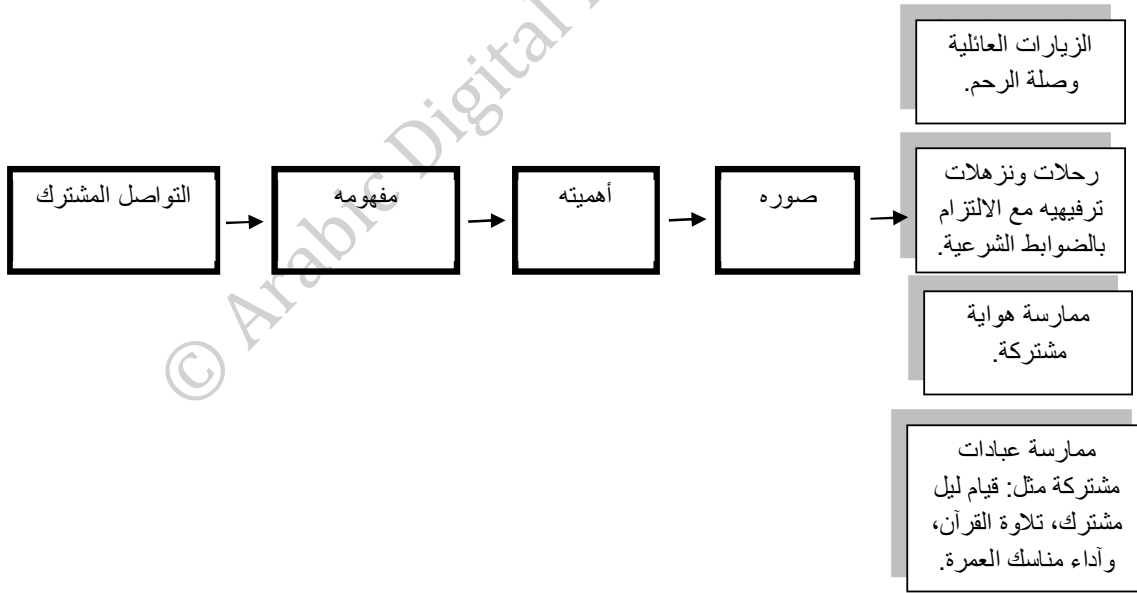 التواصل المشترك
مفهومه
أهميته
صوره
الزيارات العائلية
وصلة الرحم.
رحلات ونزهلات
ترفيهيه مع الالتزام
بالضوابط الشرعية.
ممارسة هواية
مشتركة.
ممارسة عبادات
مشتركة مثل: قيام ليل
مشترك، تلاوة القرآن،
وآداء مناسك العمرة.
© Arabic Digital